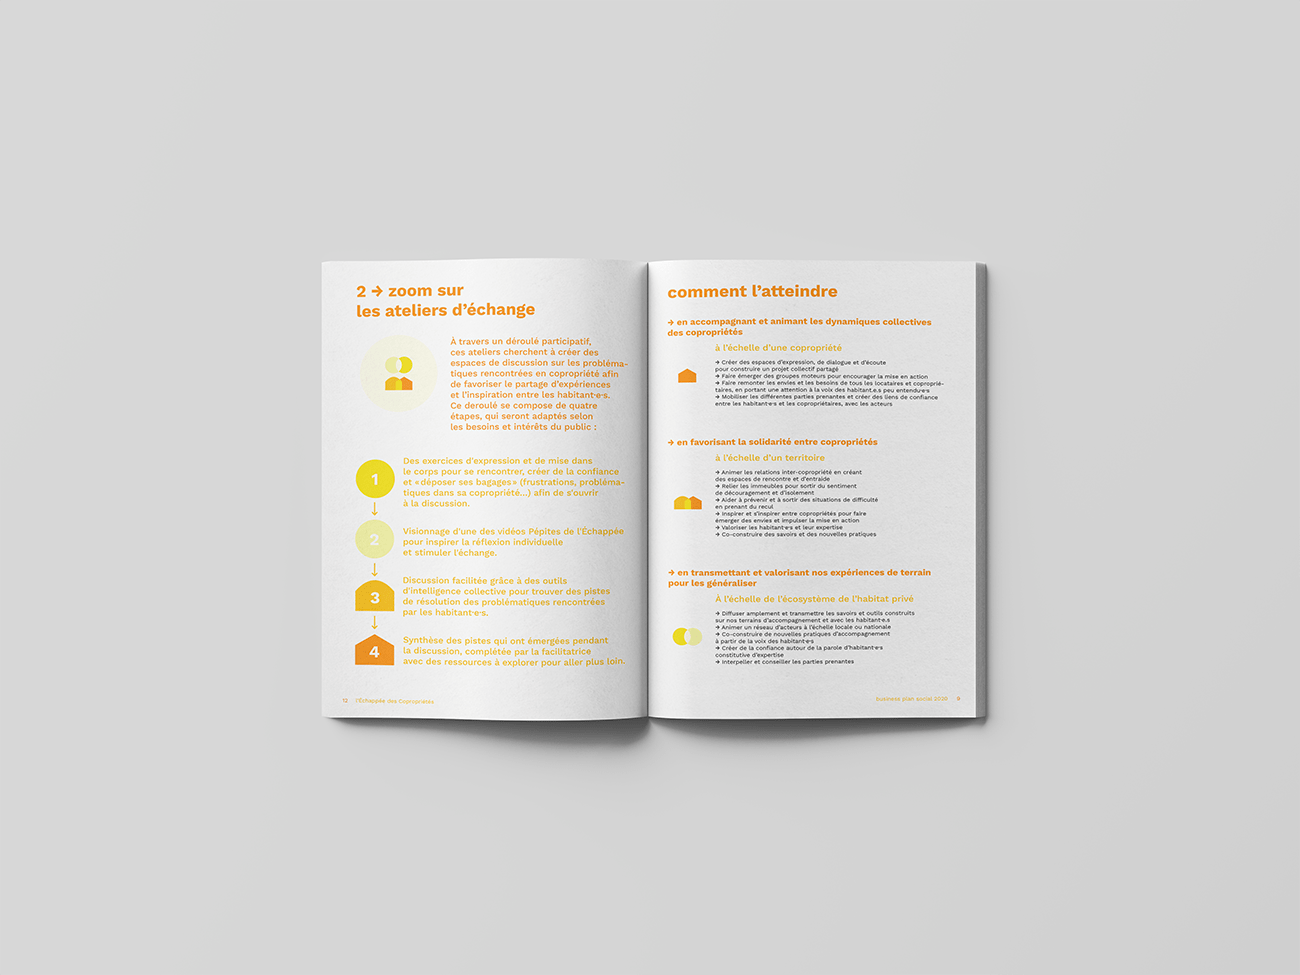 2 → zoom sur
les ateliers d'échange
À travers un déroulé participatif,
ces ateliers cherchent à créer des
espaces de discussion sur les probléma-
tiques rencontrées en copropriété afin
de favoriser le partage d'expériences
et l'inspiration entre les habitant·e·s.
Ce deroulé se compose de quatre
étapes, qui seront adaptés selon
les besoins et intérêts du public :
1
Des exercices d'expression et de mise dans
le corps pour se rencontrer, créer de la confiance
et « déposer ses bagages » (frustrations, probléma-
tiques dans sa copropriété...) afin de s'ouvrir
à la discussion.
2
Visionnage d'une des vidéos Pépites de l'Échappée
pour inspirer la réflexion individuelle
et stimuler l'échange.
3
Discussion facilitée grâce à des outils
d'intelligence collective pour trouver des pistes
de résolution des problématiques rencontrées
par les habitant·e·s.
4
Synthèse des pistes qui ont émergées pendant
la discussion, complétée par la facilitatrice
avec des ressources à explorer pour aller plus loin.
12 l'Échappée des Copropriétés
comment l'atteindre
→ en accompagnant et animant les dynamiques collectives
des copropriétés
à l'échelle d'une copropriété
→ Créer des espaces d'expression, de dialogue et d'écoute
pour construire un projet collectif partagé
→ Faire émerger des groupes moteurs pour encourager la mise en action
→ Faire remonter les envies et les besoins de tous les locataires et coproprié-
taires, en portant une attention à la voix des habitant.e.s peu entendu·e·s
→ Mobiliser les différentes parties prenantes et créer des liens de confiance
entre les habitant·e·s et les copropriétaires, avec les acteurs
→ en favorisant la solidarité entre copropriétés
à l'échelle d'un territoire
→ Animer les relations inter-copropriété en créant
des espaces de rencontre et d'entraide
→ Relier les immeubles pour sortir du sentiment
de découragement et d'isolement
→ Aider à prévenir et à sortir des situations de difficulté
en prenant du recul
→ Inspirer et s'inspirer entre copropriétés pour faire
émerger des envies et impulser la mise en action
→ Valoriser les habitant·e·s et leur expertise
→ Co-construire des savoirs et des nouvelles pratiques
→ en transmettant et valorisant nos expériences de terrain
pour les généraliser
À l'échelle de l'écosystème de l'habitat privé
→ Diffuser amplement et transmettre les savoirs et outils construits
sur nos terrains d'accompagnement et avec les habitant·e.s
→ Animer un réseau d'acteurs à l'échelle locale ou nationale
→ Co-construire de nouvelles pratiques d'accompagnement
à partir de la voix des habitant·e·s
→ Créer de la confiance autour de la parole d'habitant·e·s
constitutive d'expertise
→ Interpeller et conseiller les parties prenantes
business plan social 2026 9